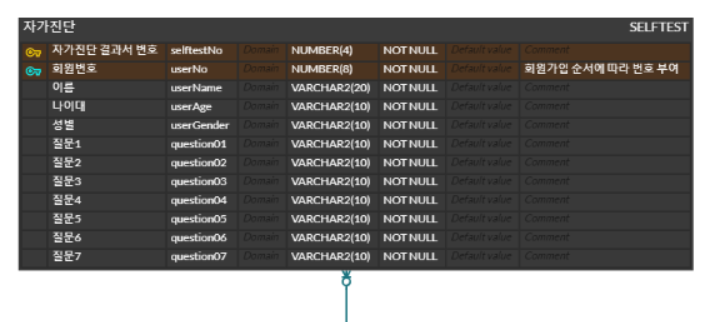 자가진단 SELFTEST
자가진단 결과서 번호 selftestNo Domain NUMBER(4) NOT NULL Default value Comment
회원번호 userNo Domain NUMBER(8) NOT NULL Default value 회원가입 순서에 따라 번호 부여
이름 userName Domain VARCHAR2(20) NOT NULL Default value Comment
나이대 userAge Domain VARCHAR2(10) NOT NULL Default value Comment
성별 userGender Domain VARCHAR2(10) NOT NULL Default value Comment
질문1 question01 Domain VARCHAR2(10) NOT NULL Default value Comment
질문2 question02 Domain VARCHAR2(10) NOT NULL Default value Comment
질문3 question03 Domain VARCHAR2(10) NOT NULL Default value Comment
질문4 question04 Domain VARCHAR2(10) NOT NULL Default value Comment
질문5 question05 Domain VARCHAR2(10) NOT NULL Default value Comment
질문6 question06 Domain VARCHAR2(10) NOT NULL Default value Comment
질문7 question07 Domain VARCHAR2(10) NOT NULL Default value Comment